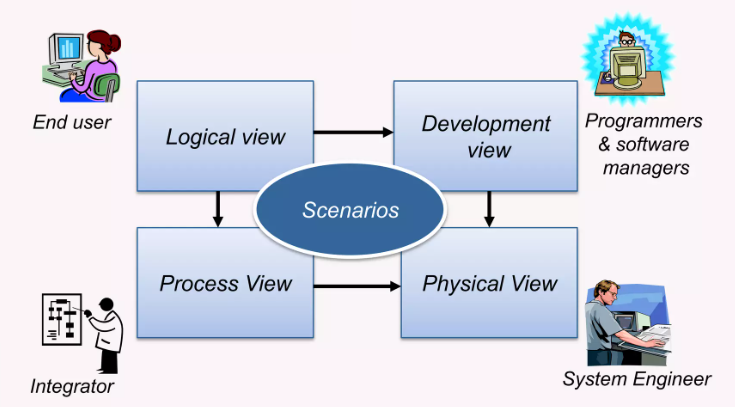 End user
Logical view
Development
view
Programmers
& software
managers
Scenarios
Process View
Physical View
Integrator
System Engineer